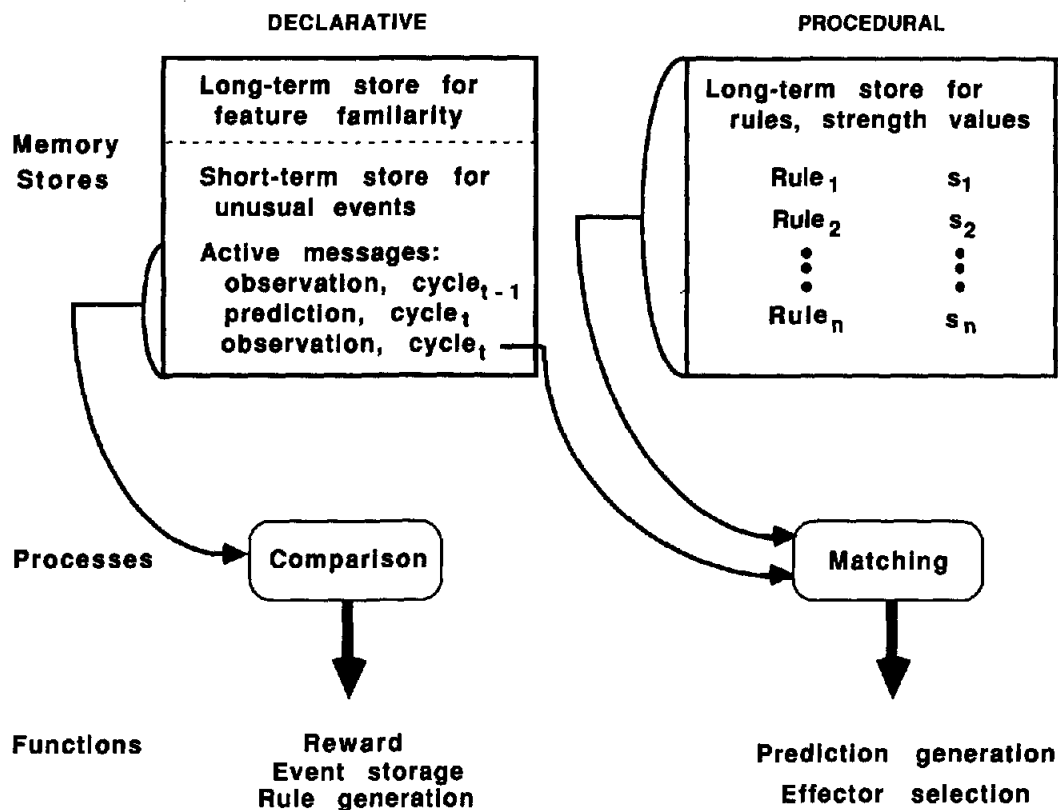 DECLARATIVE
PROCEDURAL
Memory
Stores
Long-term store for
feature familarity
Short-term store for
unusual events
Active messages:
observation, cycle t - 1
prediction, cycle t
observation, cycle t
Long-term store for
rules, strength values
Rule 1 s 1
Rule 2 s 2
Rule n s n
Processes
Comparison
Matching
Functions
Reward
Event storage
Rule generation
Prediction generation
Effector selection